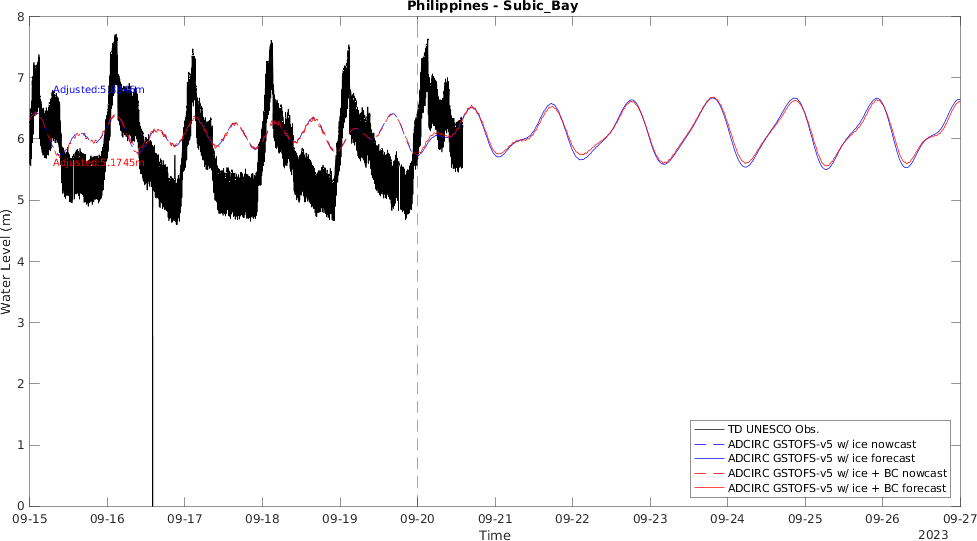 Philippines - Subic_Bay
Water Level (m)
8
7
6
5
4
3
2
1
0
Adjusted:5.1745m
09-15
09-16
09-17
09-18
09-19
09-20
09-21
09-22
09-23
09-24
09-25
09-26
09-27
Time
2023
TD UNESCO Obs.
ADCIRC GSTOFS-v5 w/ ice nowcast
ADCIRC GSTOFS-v5 w/ ice forecast
ADCIRC GSTOFS-v5 w/ ice + BC nowcast
ADCIRC GSTOFS-v5 w/ ice + BC forecast